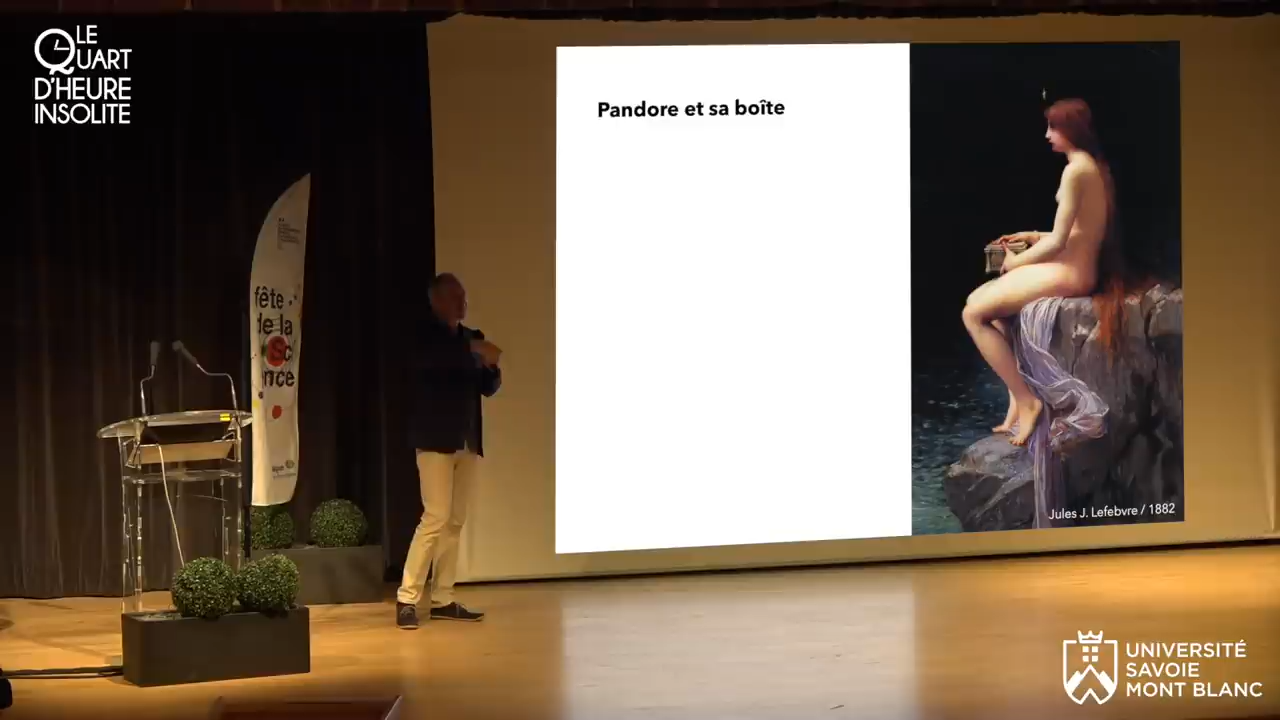 LE
QUART
D'HEURE
INSOLITE
Pandore et sa boîte
fête
de la
Sc
nce
Jules J. Lefebvre / 1882
UNIVERSITÉ
SAVOIE
MONT BLANC